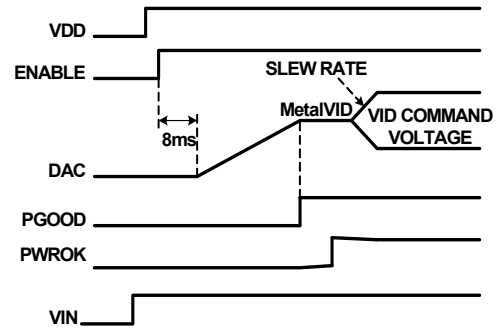 VDD
ENABLE
SLEW RATE
MetalVID
VID COMMAND
VOLTAGE
8ms
DAC
PGOOD
PWROK
VIN